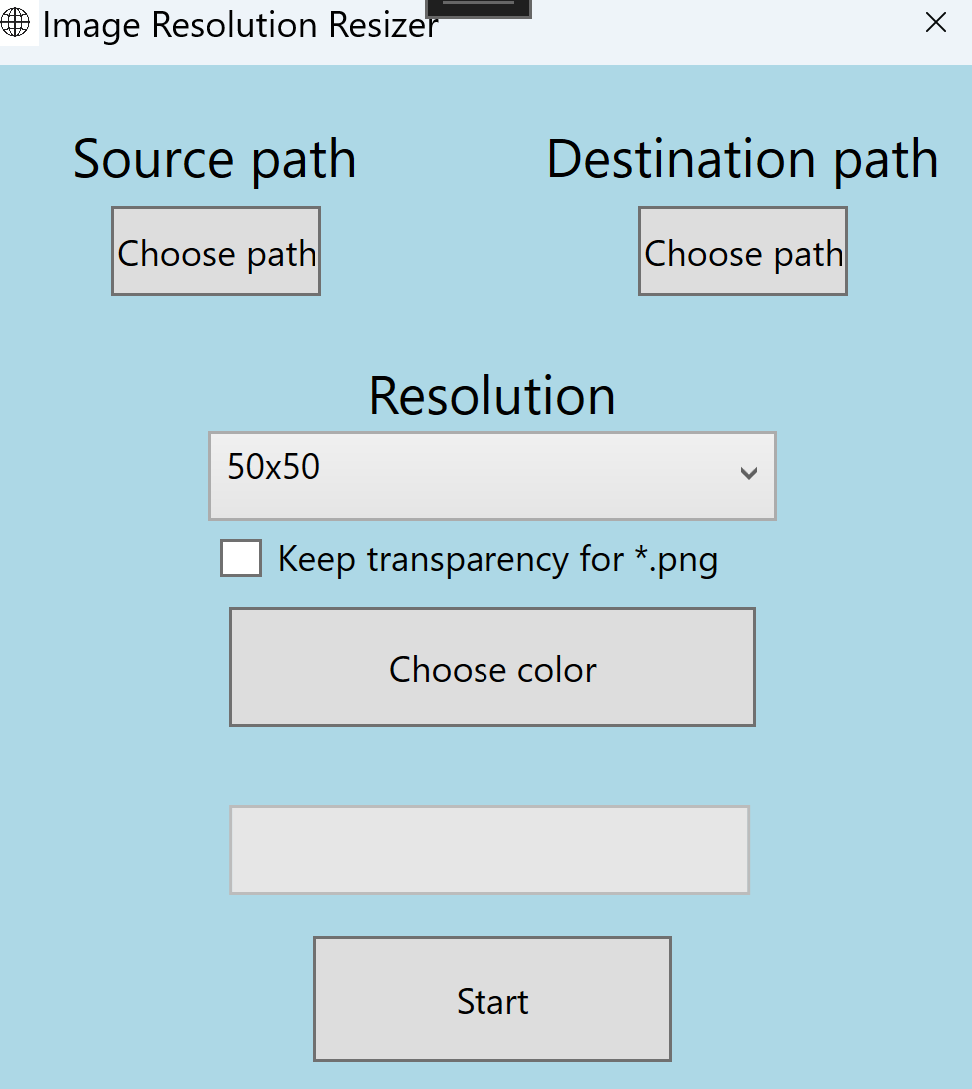 Image Resolution Resizer
Source path
Destination path
Choose path
Choose path
Resolution
50x50
Keep transparency for *.png
Choose color
Start